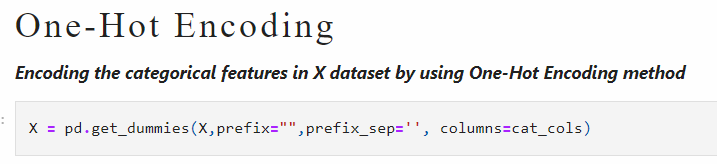 One-Hot Encoding
Encoding the categorical features in X dataset by using One-Hot Encoding method
:
X = pd.get_dummies(X,prefix="",prefix_sep='', columns=cat_cols)